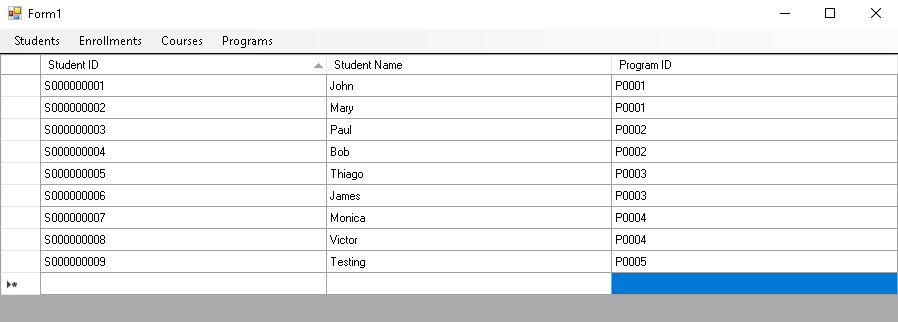 Form1
Students Enrollments Courses Programs
Student ID Student Name Program ID
S000000001 John P0001
S000000002 Mary P0001
S000000003 Paul P0002
S000000004 Bob P0002
S000000005 Thiago P0003
S000000006 James P0003
S000000007 Monica P0004
S000000008 Victor P0004
S000000009 Testing P0005